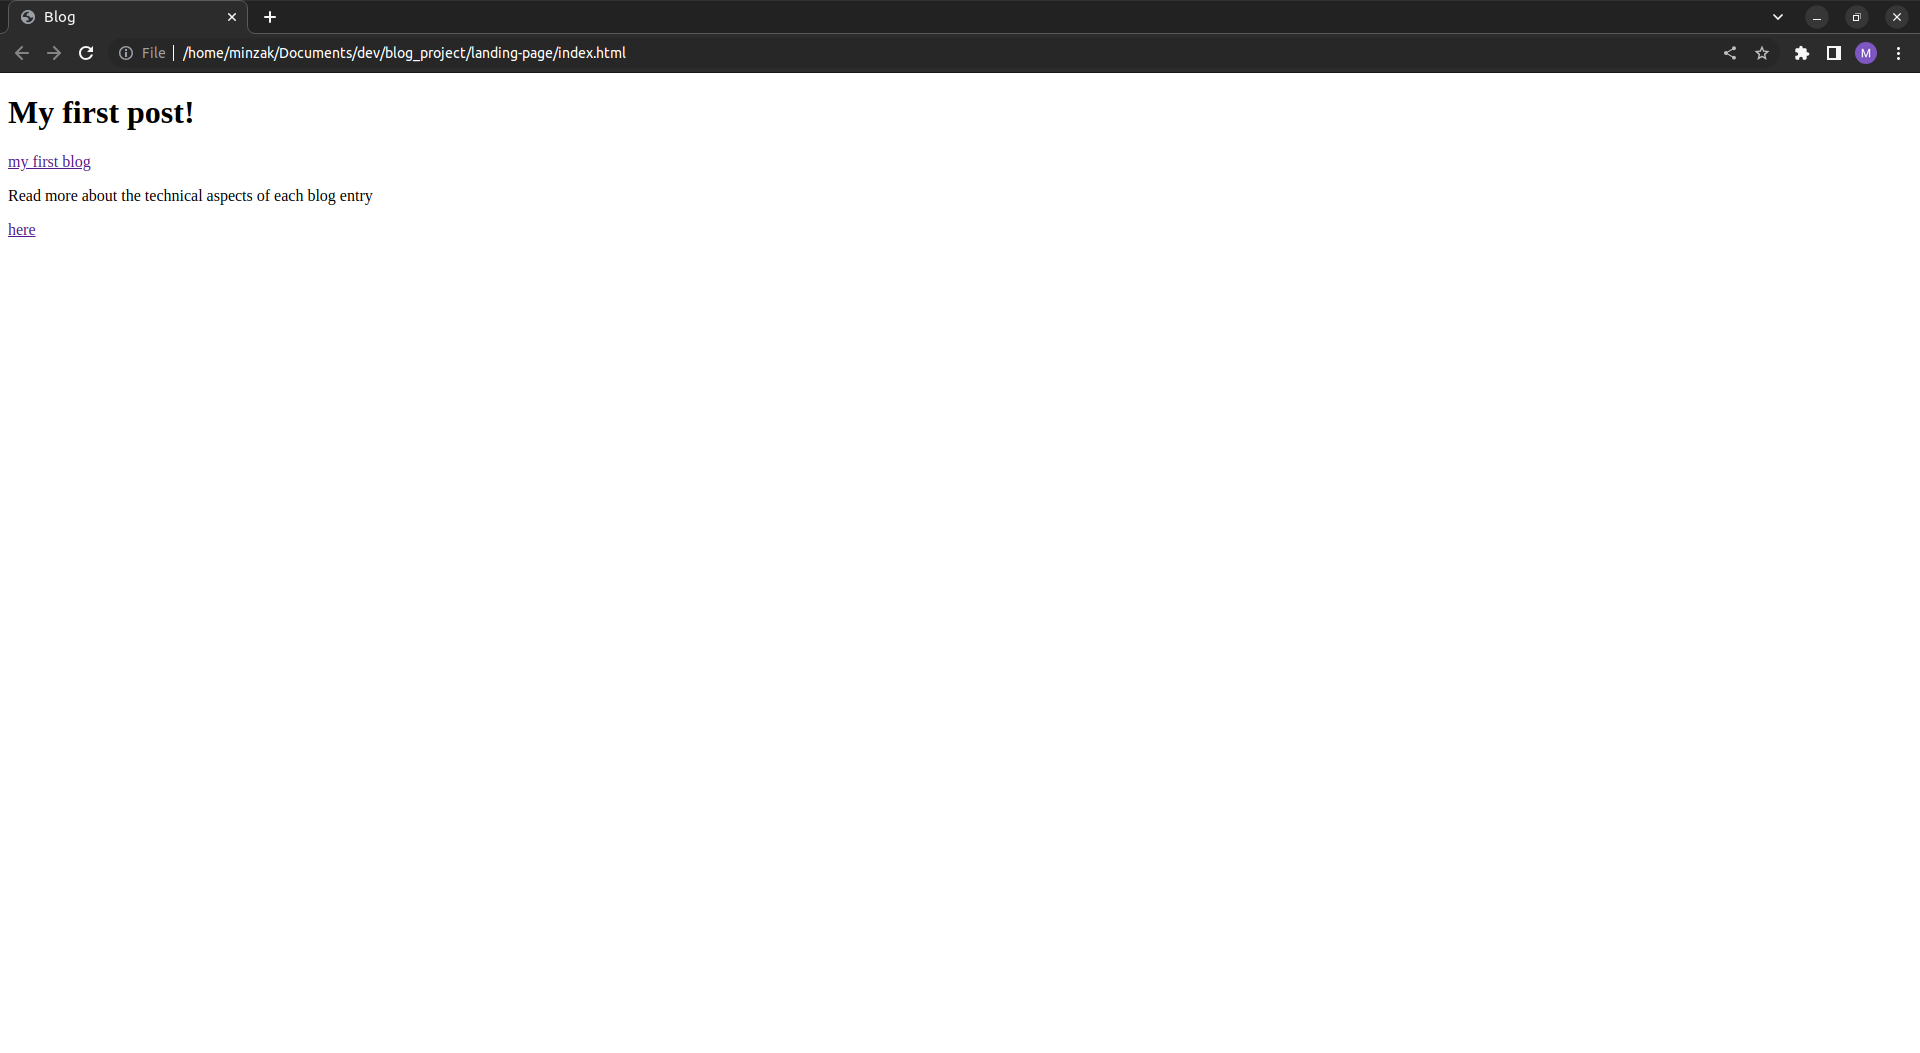 Blog
File
/home/minzak/Documents/dev/blog_project/landing-page/index.html
M
My first post!
my first blog
Read more about the technical aspects of each blog entry
here